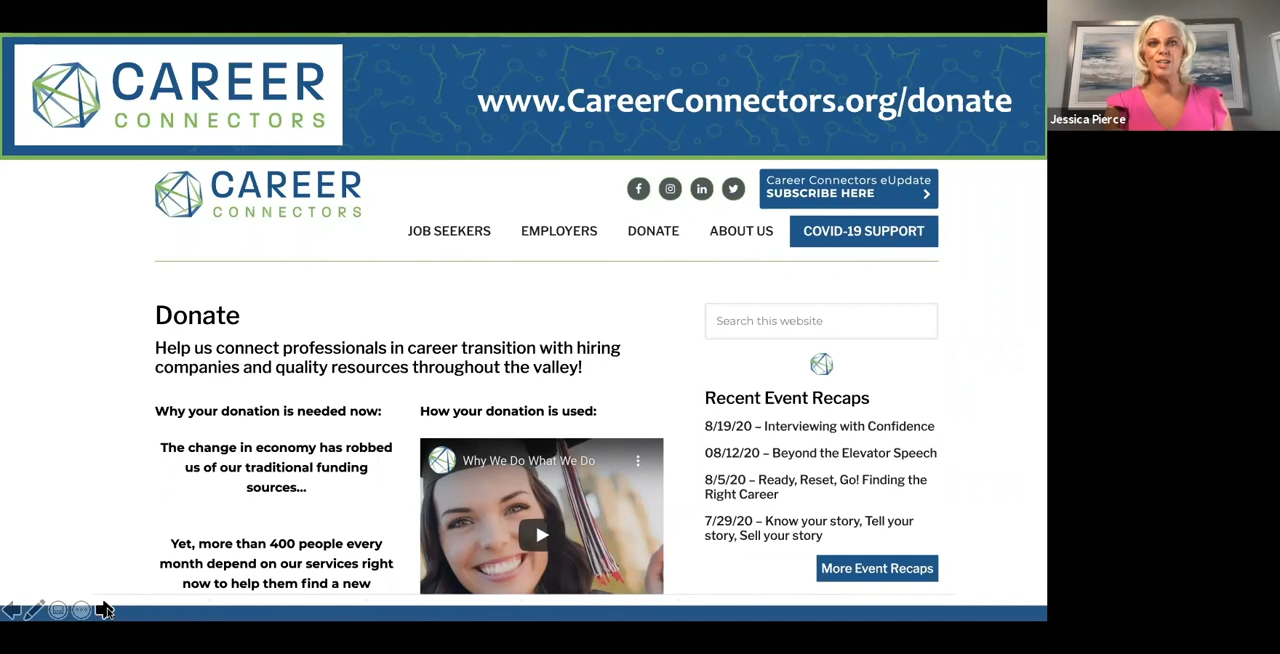 CAREER
CONNECTORS
www.CareerConnectors.org/donate
Jessica Pierce
CAREER
CONNECTORS
Career Connectors eUpdate
SUBSCRIBE HERE
JOB SEEKERS
EMPLOYERS
DONATE
ABOUT US
COVID-19 SUPPORT
Donate
Help us connect professionals in career transition with hiring
companies and quality resources throughout the valley!
Why your donation is needed now:
The change in economy has robbed
us of our traditional funding
sources...
Yet, more than 400 people every
month depend on our services right
now to help them find a new
How your donation is used:
Why We Do What We Do
Search this website
Recent Event Recaps
8/19/20 – Interviewing with Confidence
08/12/20 – Beyond the Elevator Speech
8/5/20 – Ready, Reset, Go! Finding the
Right Career
7/29/20 – Know your story, Tell your
story, Sell your story
More Event Recaps